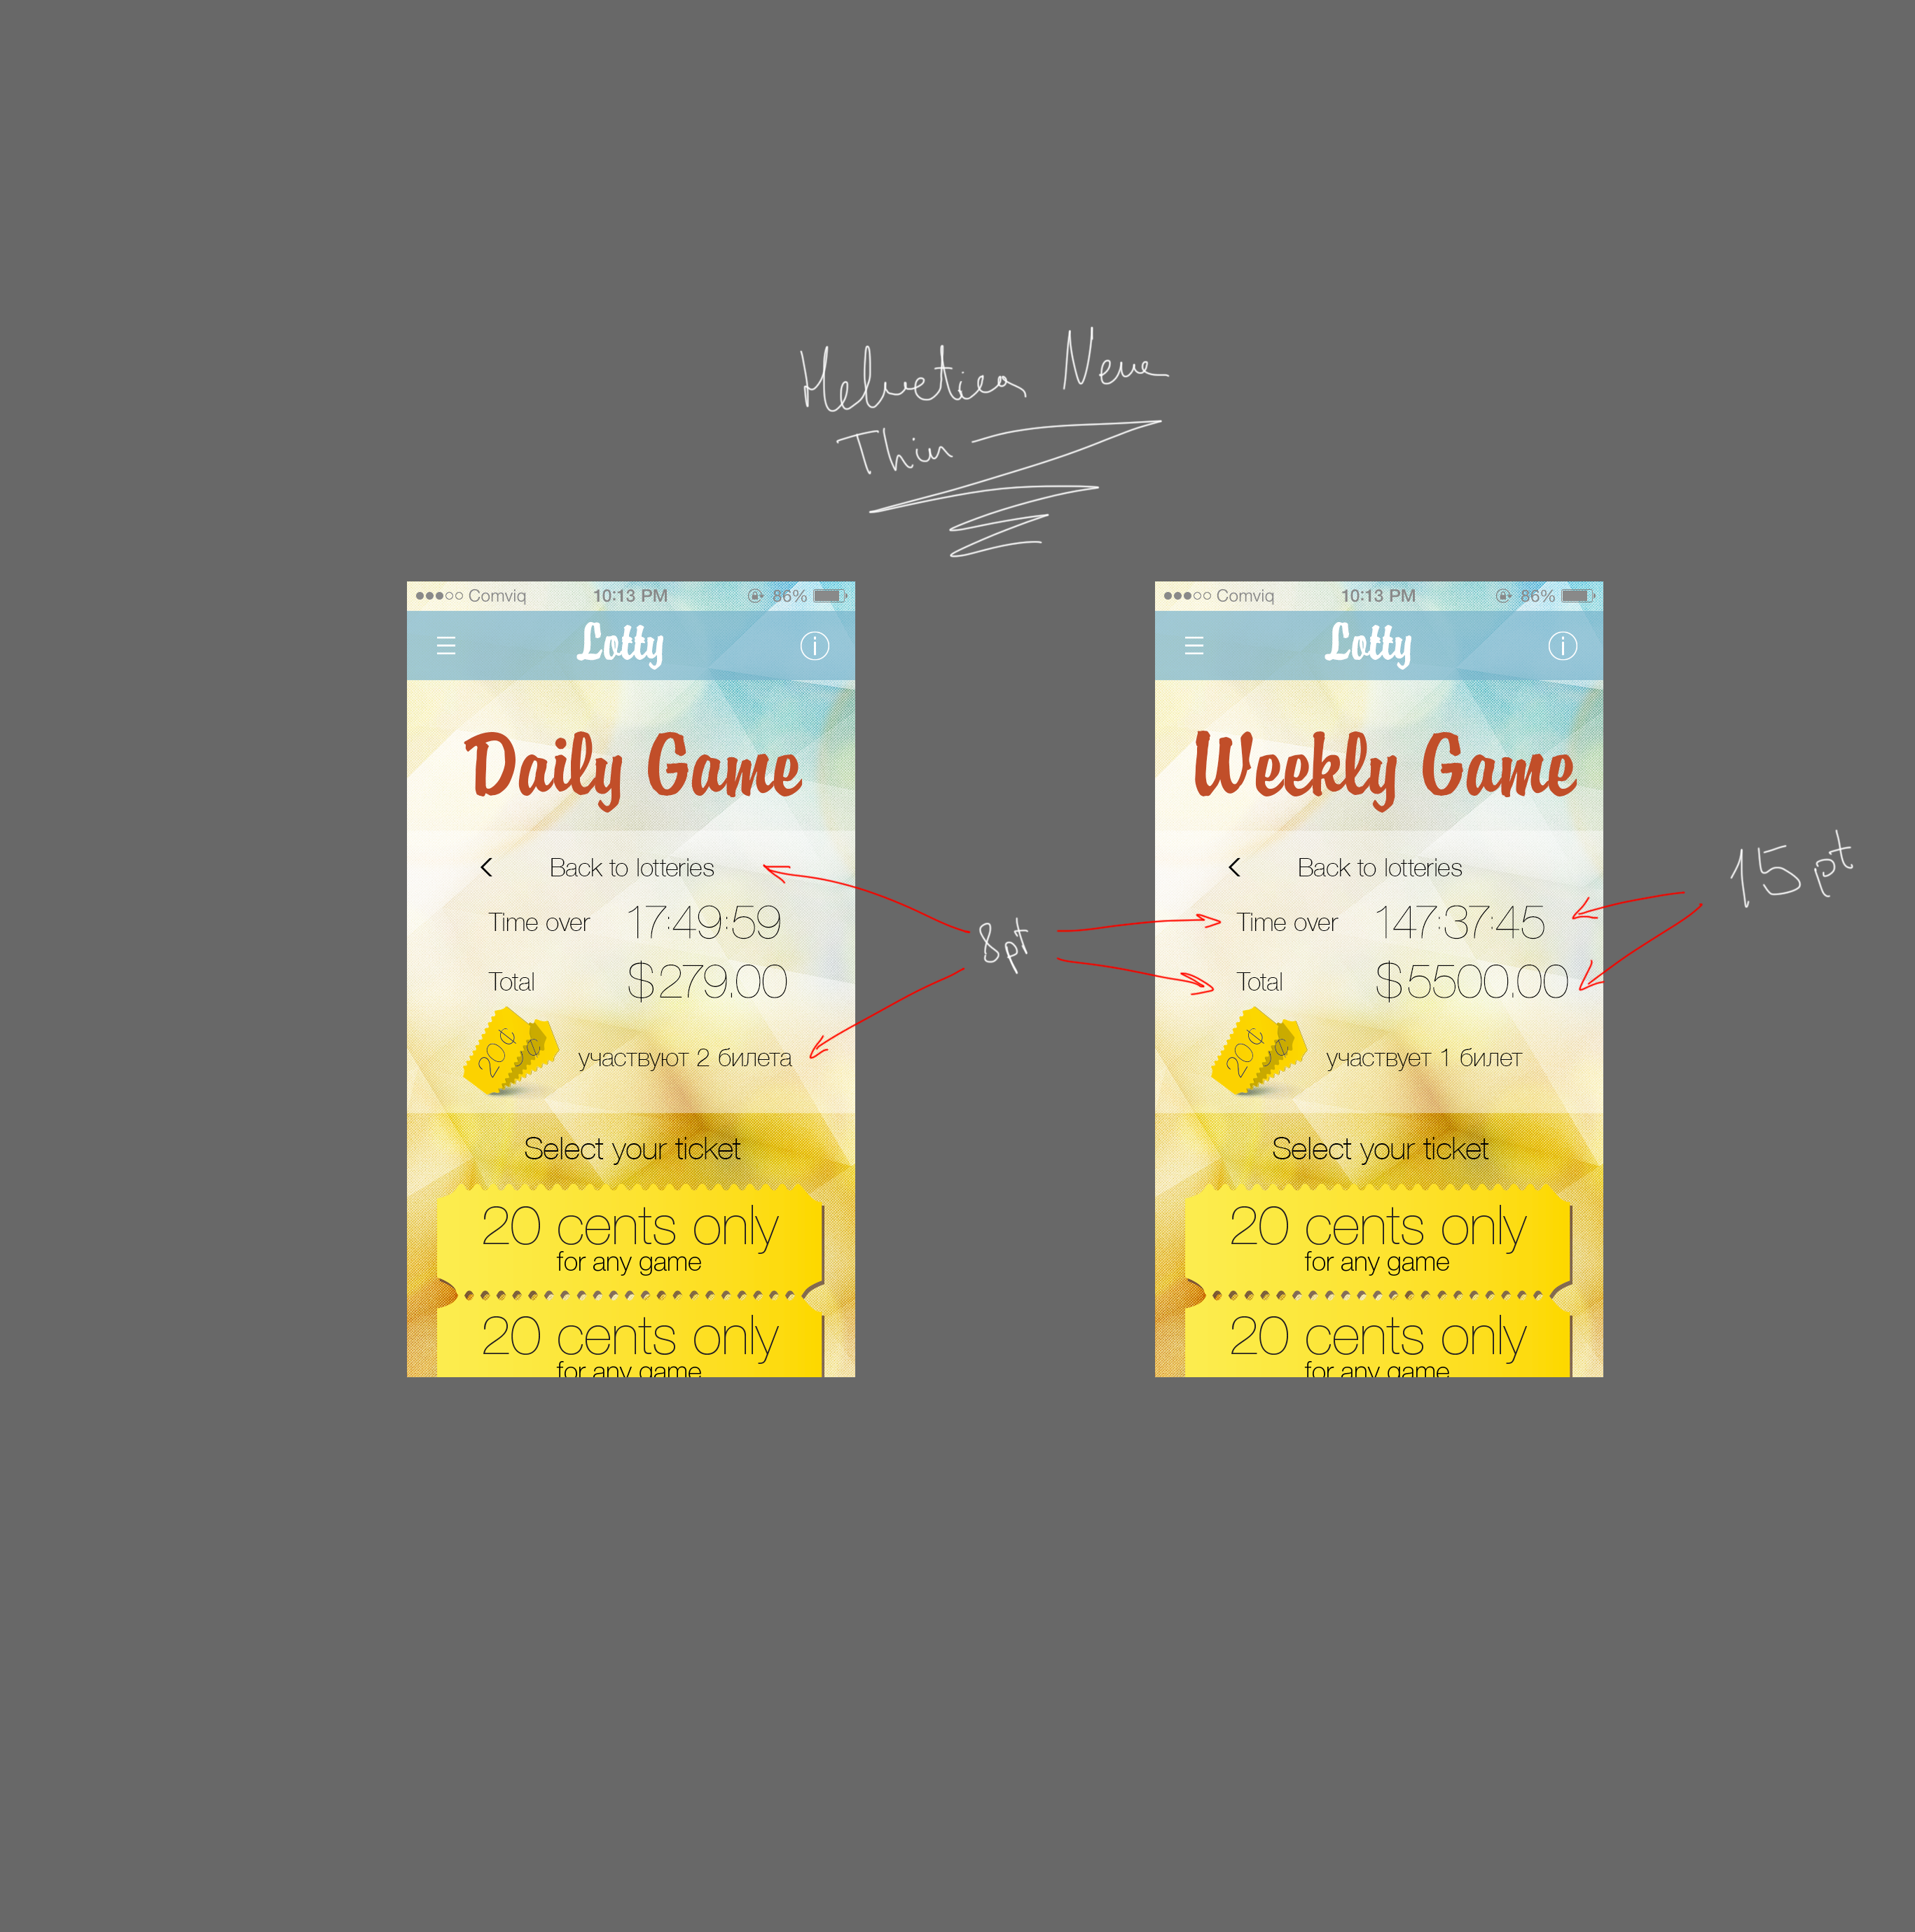 Helvetica Neue
Thin
Comviq 10:13 PM 86%
Lotty
Daily Game
Back to lotteries
Time over 17:49:59
Total $279.00
20 ¢ ¢
участвуют 2 билета
Select your ticket
20 cents only
for any game
20 cents only
for any game
8pt
Comviq 10:13 PM 86%
Lotty
Weekly Game
Back to lotteries
Time over 147:37:45
Total $5500.00
20 ¢ ¢
участвует 1 билет
Select your ticket
20 cents only
for any game
20 cents only
for any game
15pt